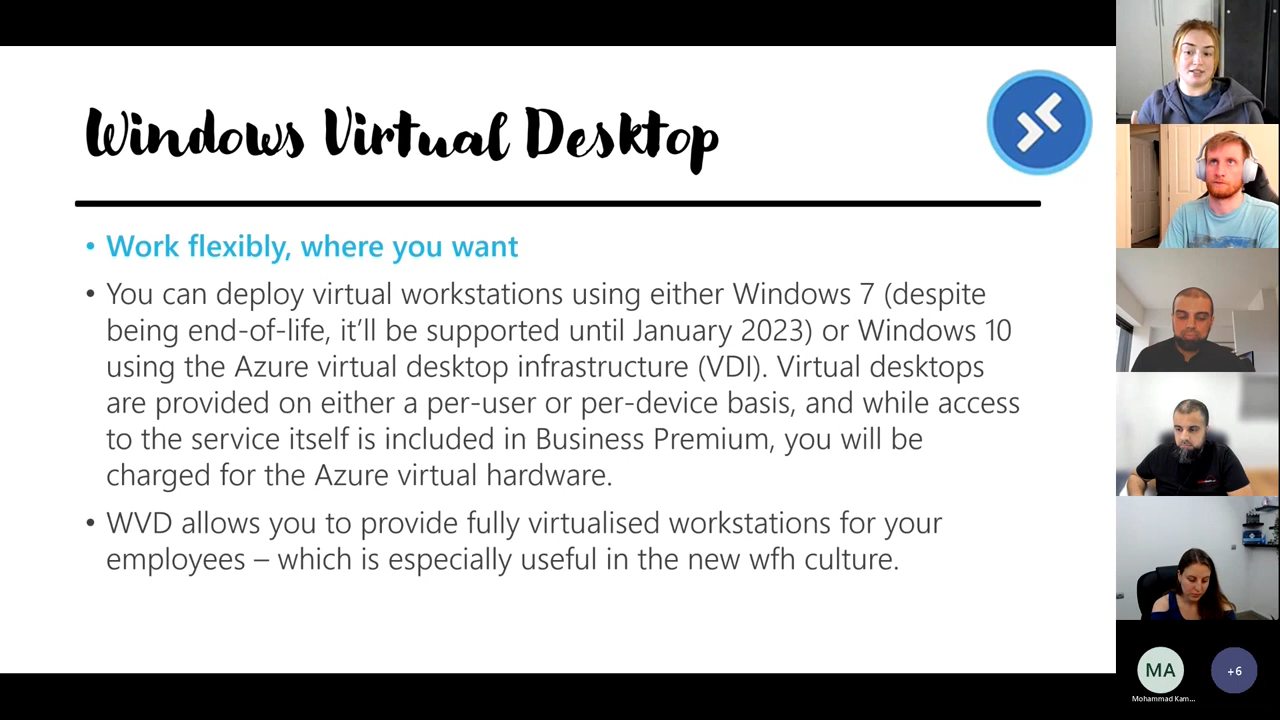 Windows Virtual Desktop
• Work flexibly, where you want
• You can deploy virtual workstations using either Windows 7 (despite
being end-of-life, it’ll be supported until January 2023) or Windows 10
using the Azure virtual desktop infrastructure (VDI). Virtual desktops
are provided on either a per-user or per-device basis, and while access
to the service itself is included in Business Premium, you will be
charged for the Azure virtual hardware.
• WVD allows you to provide fully virtualised workstations for your
employees – which is especially useful in the new wfh culture.
MA
+6
Mohammad Kam...